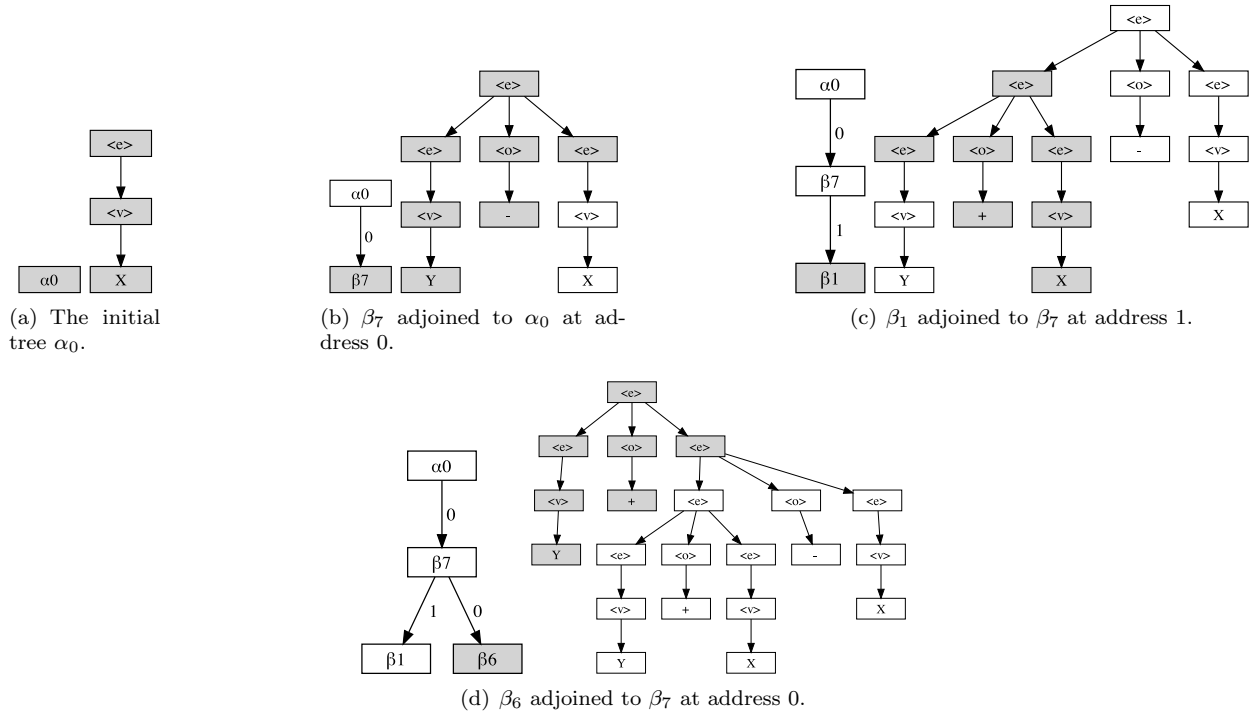 <e>
<v>
α0 X
(a) The initial
tree α₀.
<e>
<e> <o> <e>
α0 <v> - <v>
0
β7 Y X
(b) β₇ adjoined to α₀ at ad-
dress 0.
<e>
α0 <e> <o> <e>
0
<e> <o> <e> - <v>
β7
<v> + <v> X
1
β1 Y X
(c) β₁ adjoined to β₇ at address 1.
<e>
<e> <o> <e>
α0
<v> + <e> <o> <e>
0
Y <e> <o> <e> - <v>
β7
1 0
<v> + <v> X
β1 β6 Y X
(d) β₆ adjoined to β₇ at address 0.